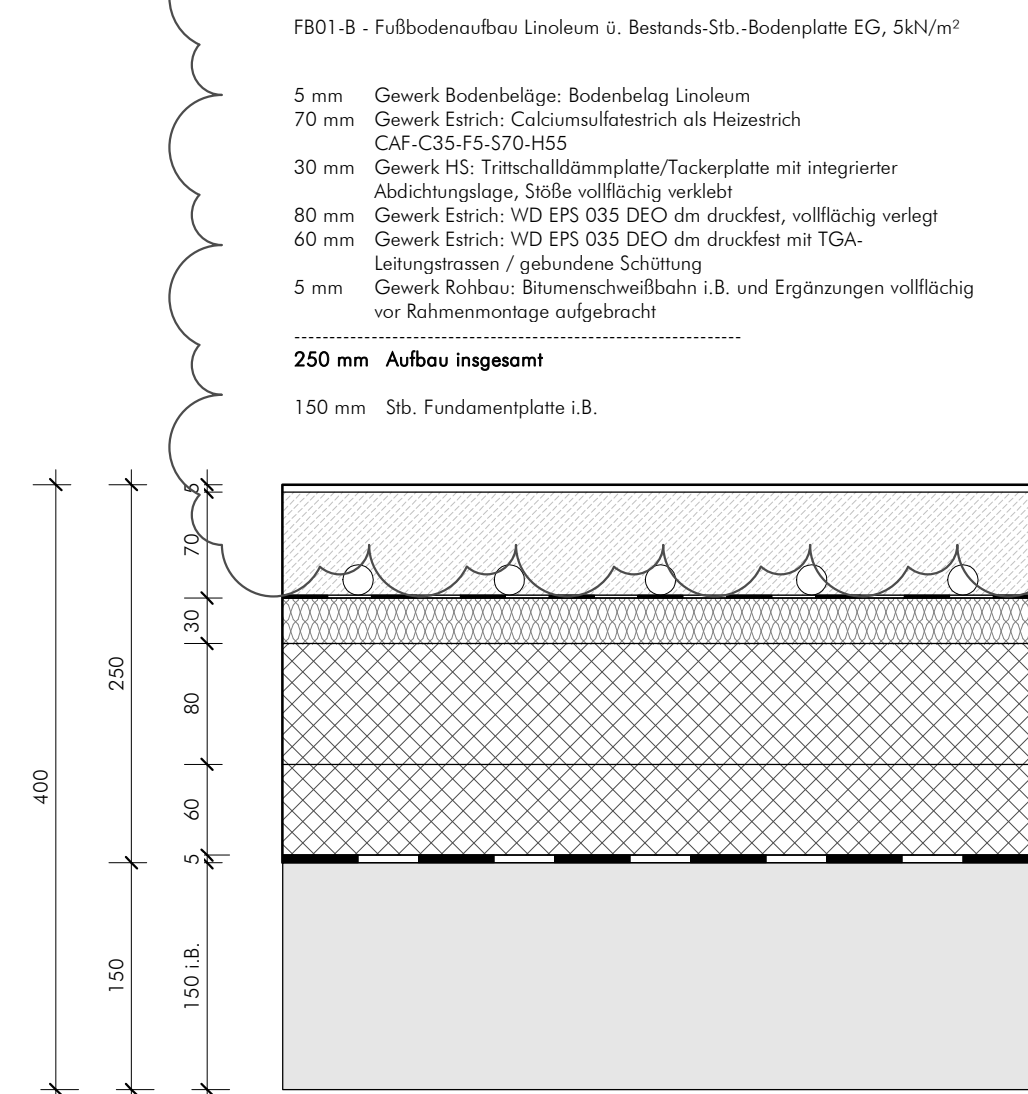 FB01-B - Fußbodenaufbau Linoleum ü. Bestands-Stb.-Bodenplatte EG, 5kN/m²
5 mm Gewerk Bodenbeläge: Bodenbelag Linoleum
70 mm Gewerk Estrich: Calciumsulfatestrich als Heizestrich
CAF-C35-F5-S70-H55
30 mm Gewerk HS: Trittschalldämmplatte/Tackerplatte mit integrierter
Abdichtungslage, Stöße vollflächig verklebt
80 mm Gewerk Estrich: WD EPS 035 DEO dm druckfest, vollflächig verlegt
60 mm Gewerk Estrich: WD EPS 035 DEO dm druckfest mit TGA-
Leitungstrassen / gebundene Schüttung
5 mm Gewerk Rohbau: Bitumenschweißbahn i.B. und Ergänzungen vollflächig
vor Rahmenmontage aufgebracht
----------------------------------------------------------------
250 mm Aufbau insgesamt
150 mm Stb. Fundamentplatte i.B.
5
70
30
250
80
400
60
5
150
150 i.B.